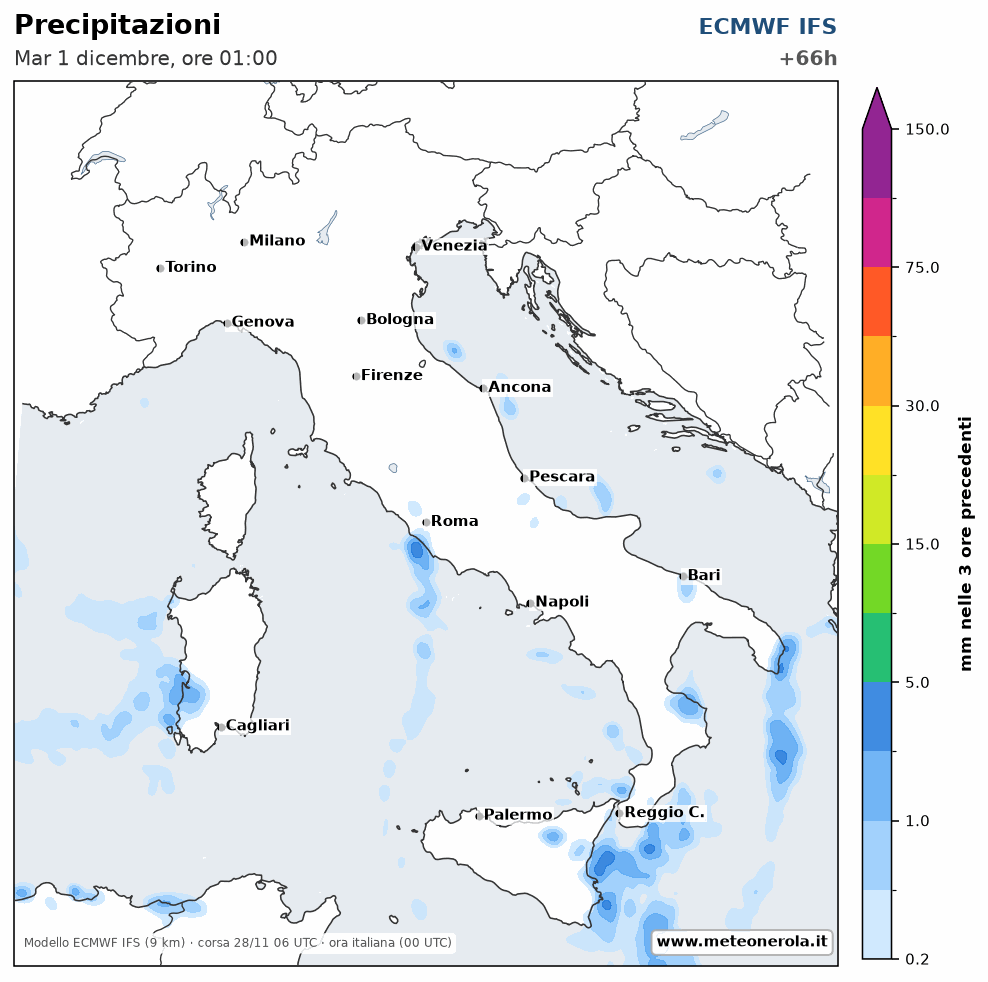 Precipitazioni
ECMWF IFS
Mar 1 dicembre, ore 01:00
+66h
150.0
75.0
30.0
15.0
5.0
1.0
0.2
mm nelle 3 ore precedenti
Milano
Venezia
Torino
Genova
Bologna
Firenze
Ancona
Pescara
Roma
Bari
Napoli
Cagliari
Palermo
Reggio C.
Modello ECMWF IFS (9 km) · corsa 28/11 06 UTC · ora italiana (00 UTC)
www.meteonerola.it